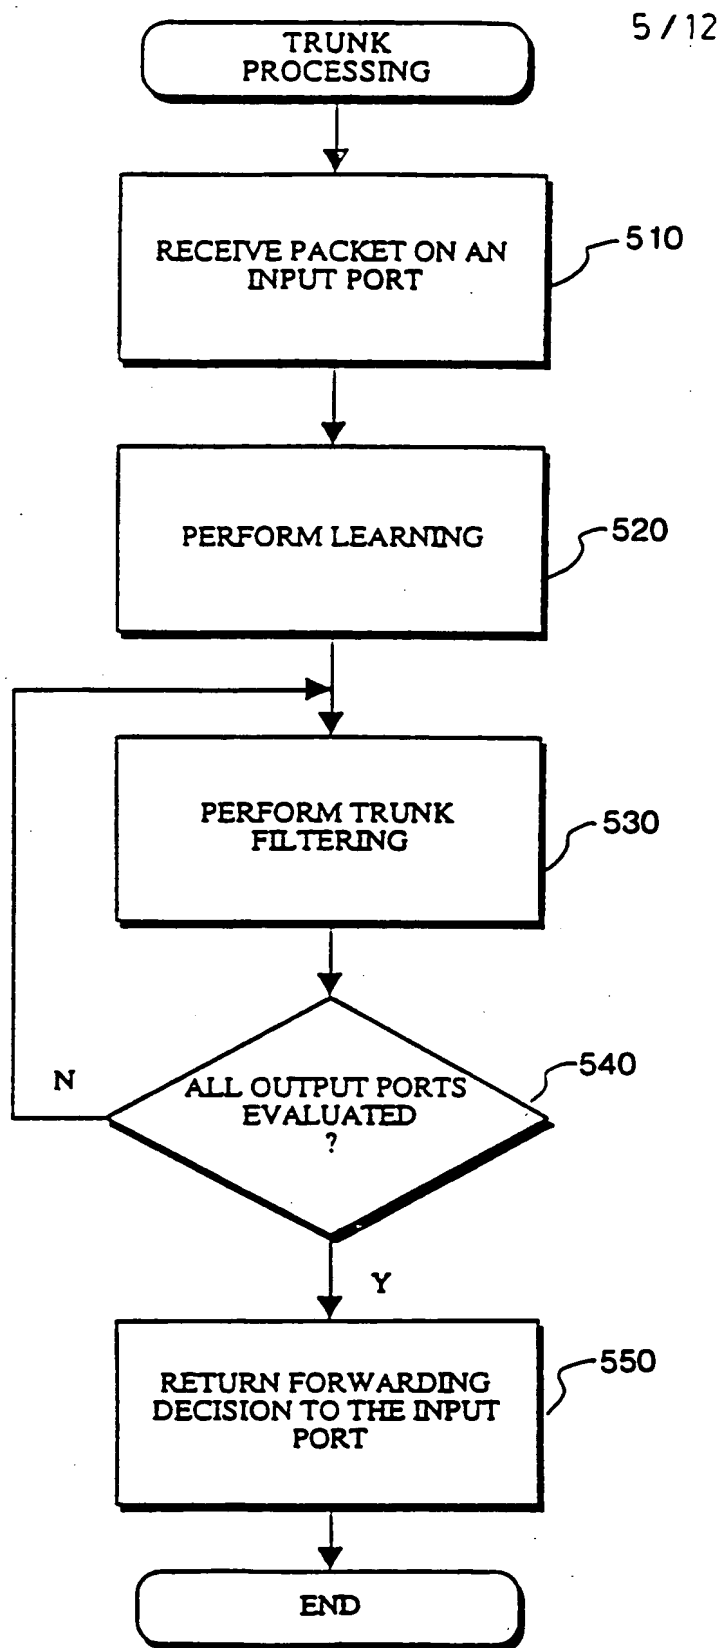 5/12
TRUNK
PROCESSING
RECEIVE PACKET ON AN
INPUT PORT
510
PERFORM LEARNING
520
PERFORM TRUNK
FILTERING
530
ALL OUTPUT PORTS
EVALUATED
?
540
N
Y
RETURN FORWARDING
DECISION TO THE INPUT
PORT
550
END